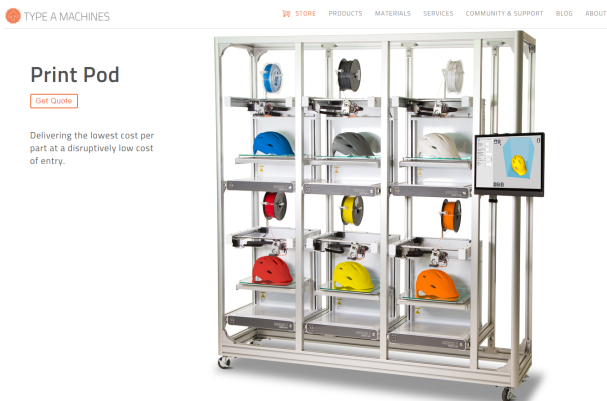 TYPE A MACHINES
STORE PRODUCTS MATERIALS SERVICES COMMUNITY & SUPPORT BLOG ABOUT
Print Pod
Get Quote
Delivering the lowest cost per
part at a disruptively low cost
of entry.